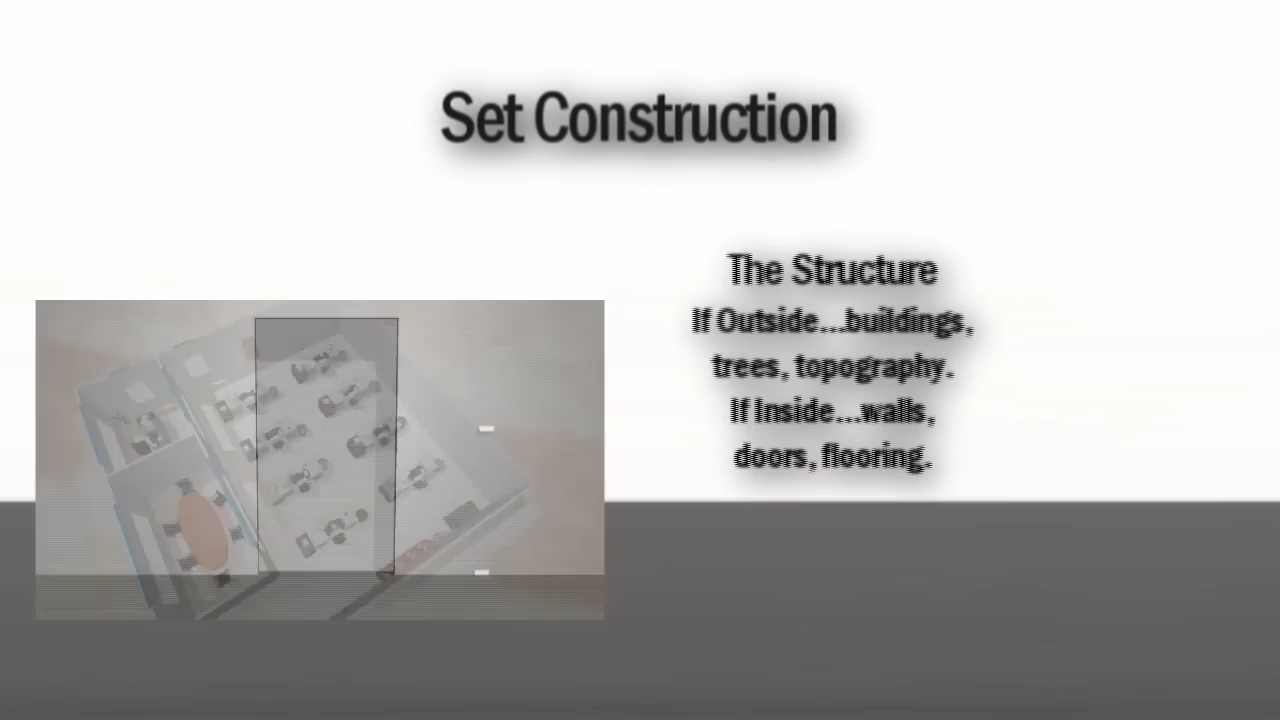 Set Construction
The Structure
If Outside...buildings,
trees, topography.
If Inside...walls,
doors, flooring.